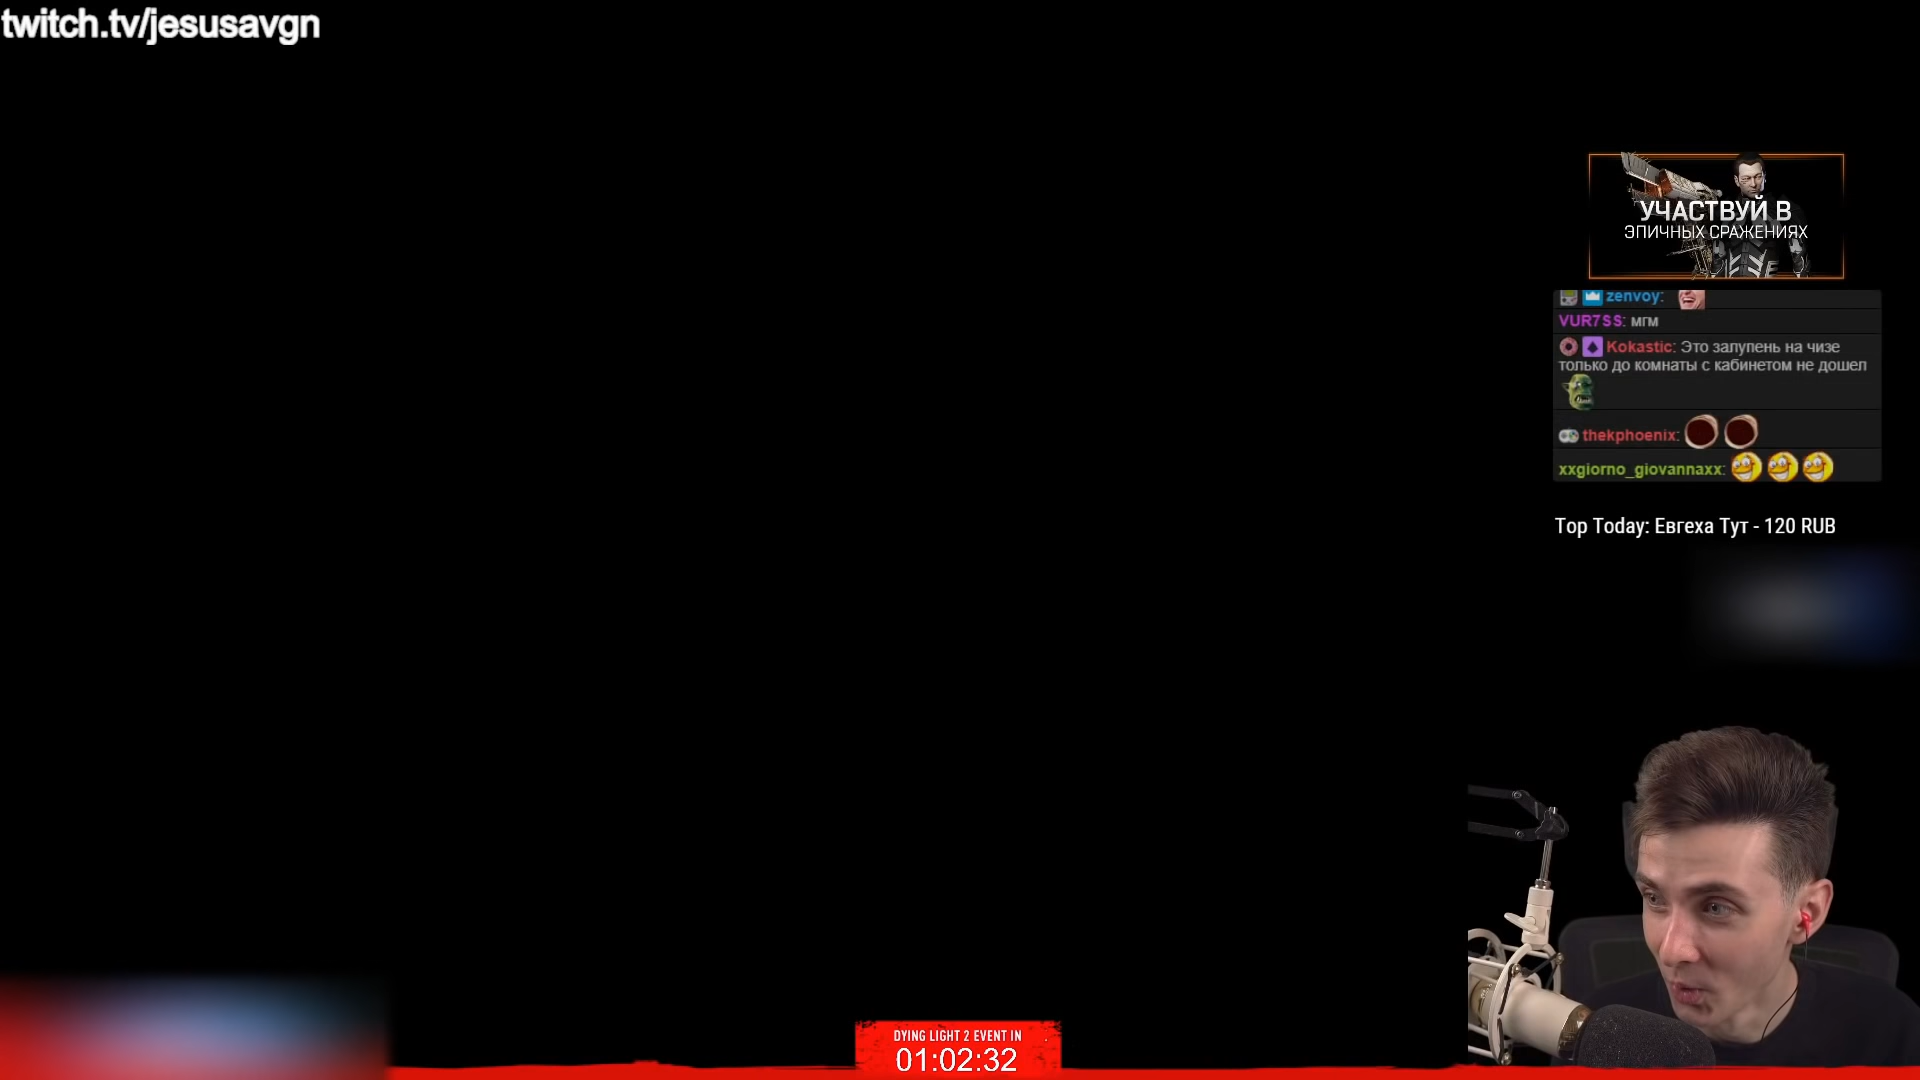 twitch.tv/jesusavgn
УЧАСТВУЙ В
ЭПИЧНЫХ СРАЖЕНИЯХ
zenvoy:
VUR7SS: мгм
Kokastic: Это залупень на чизе
только до комнаты с кабинетом не дошел
thekphoenix:
xxgiorno_giovannaxx:
Top Today: Евгеха Тут - 120 RUB
DYING LIGHT 2 EVENT IN
01:02:32